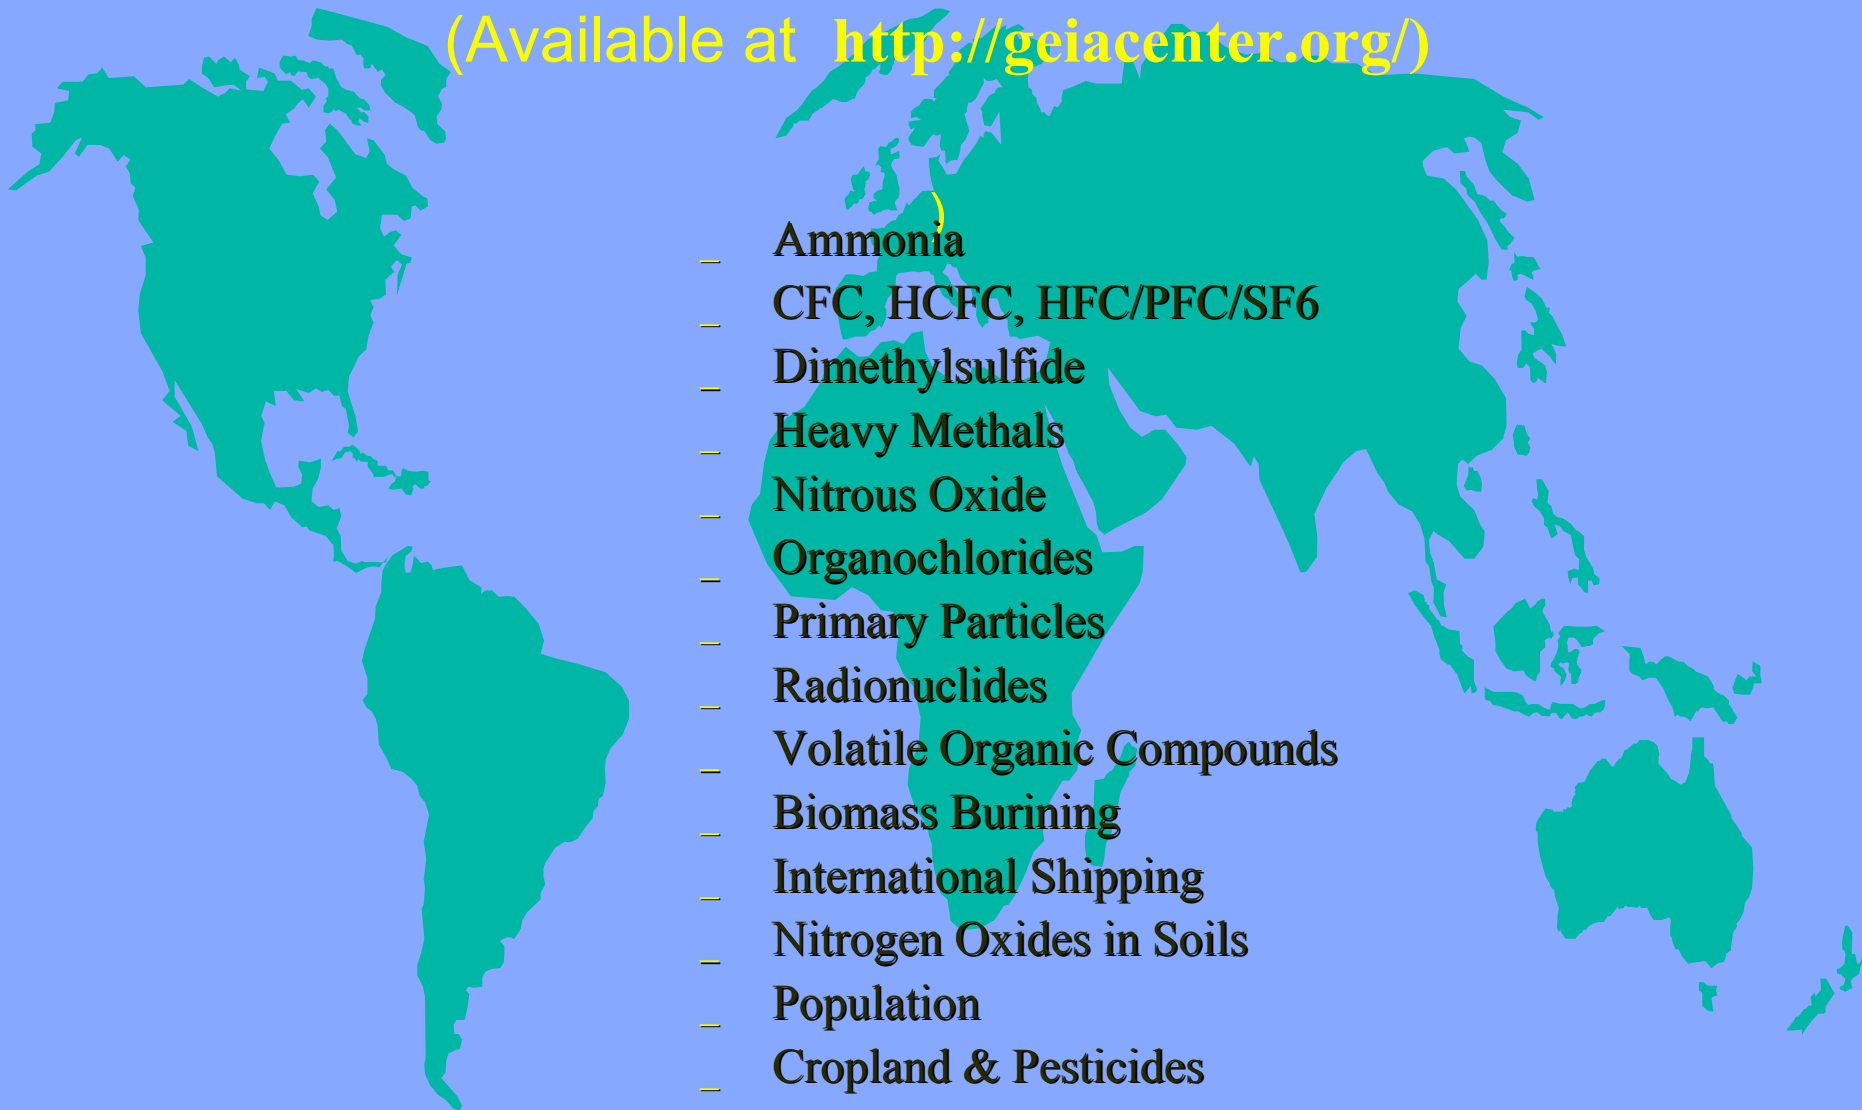 (Available at http://geiacenter.org/)
)
_ Ammonia
_ CFC, HCFC, HFC/PFC/SF6
_ Dimethylsulfide
_ Heavy Methals
_ Nitrous Oxide
_ Organochlorides
_ Primary Particles
_ Radionuclides
_ Volatile Organic Compounds
_ Biomass Burining
_ International Shipping
_ Nitrogen Oxides in Soils
_ Population
_ Cropland & Pesticides